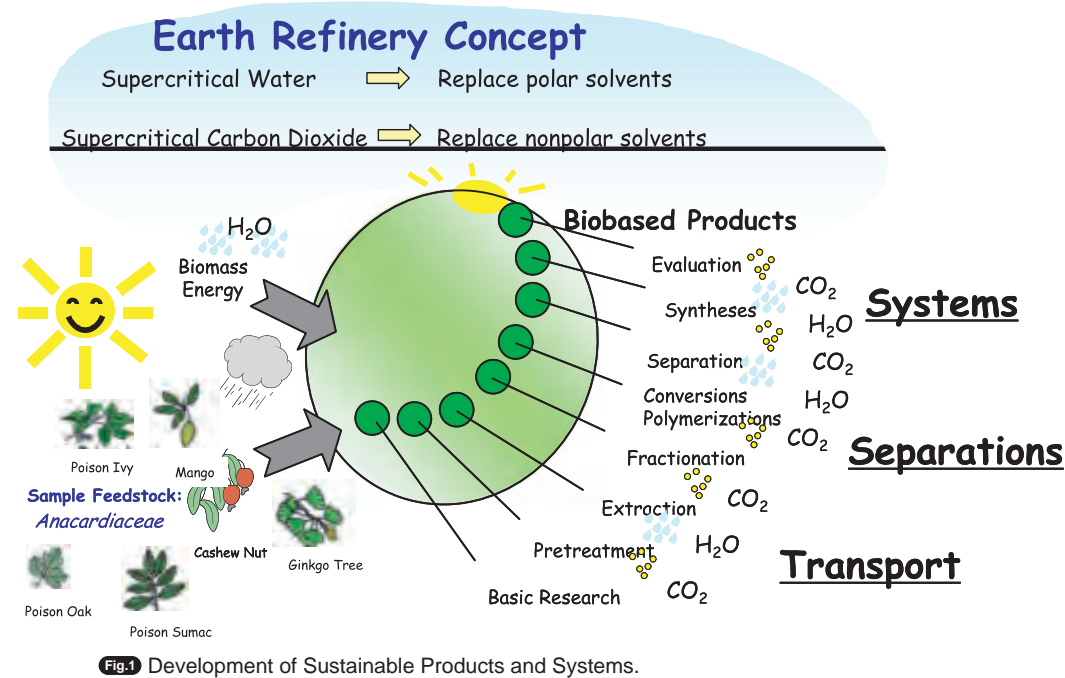 Earth Refinery Concept
Supercritical Water Replace polar solvents
Supercritical Carbon Dioxide Replace nonpolar solvents
H₂O
Biomass
Energy
Biobased Products
Evaluation
CO₂
Syntheses
H₂O
Systems
Separation
CO₂
Conversions
Polymerizations
H₂O
CO₂
Separations
Fractionation
CO₂
Extraction
Pretreatment
H₂O
Transport
Basic Research
CO₂
Poison Ivy
Mango
Sample Feedstock:
Anacardiaceae
Cashew Nut
Ginkgo Tree
Poison Oak
Poison Sumac
Fig.1 Development of Sustainable Products and Systems.